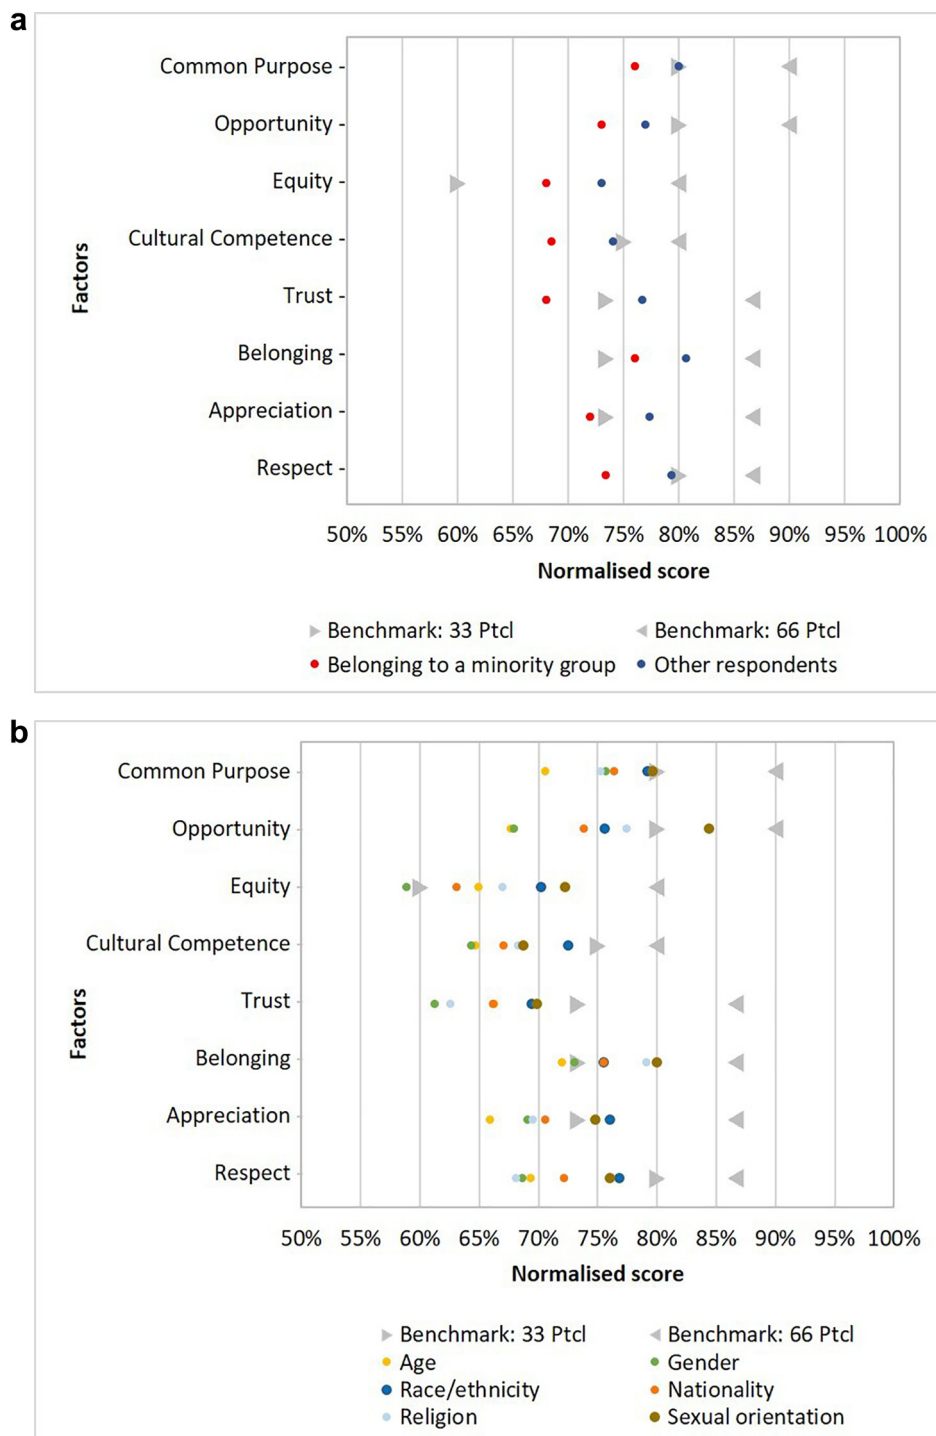 a
Common Purpose
Opportunity
Equity
Cultural Competence
Trust
Belonging
Appreciation
Respect
Factors
50% 55% 60% 65% 70% 75% 80% 85% 90% 95% 100%
Normalised score
Benchmark: 33 Ptcl Benchmark: 66 Ptcl
Belonging to a minority group Other respondents
b
Common Purpose
Opportunity
Equity
Cultural Competence
Trust
Belonging
Appreciation
Respect
Factors
50% 55% 60% 65% 70% 75% 80% 85% 90% 95% 100%
Normalised score
Benchmark: 33 Ptcl Benchmark: 66 Ptcl
Age Gender
Race/ethnicity Nationality
Religion Sexual orientation